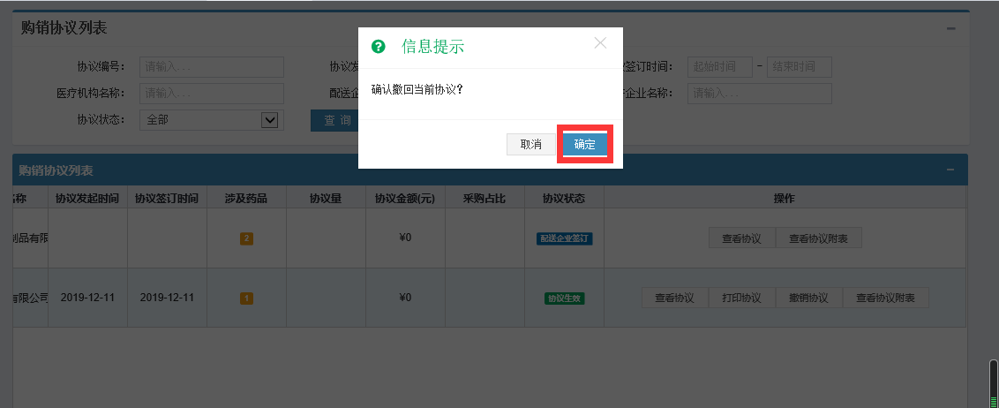 购销协议列表
信息提示
协议编号： 请输入... 协议发 签订时间： 起始时间 - 结束时间
确认撤回当前协议？
医疗机构名称： 请输入... 配送企 企业名称： 请输入...
协议状态： 全部 查 询
取消 确定
购销协议列表
名称 协议发起时间 协议签订时间 涉及药品 协议量 协议金额(元) 采购占比 协议状态 操作
制品有限 2 ¥0 配送企业签订 查看协议 查看协议附表
有限公司 2019-12-11 2019-12-11 1 ¥0 协议生效 查看协议 打印协议 撤销协议 查看协议附表